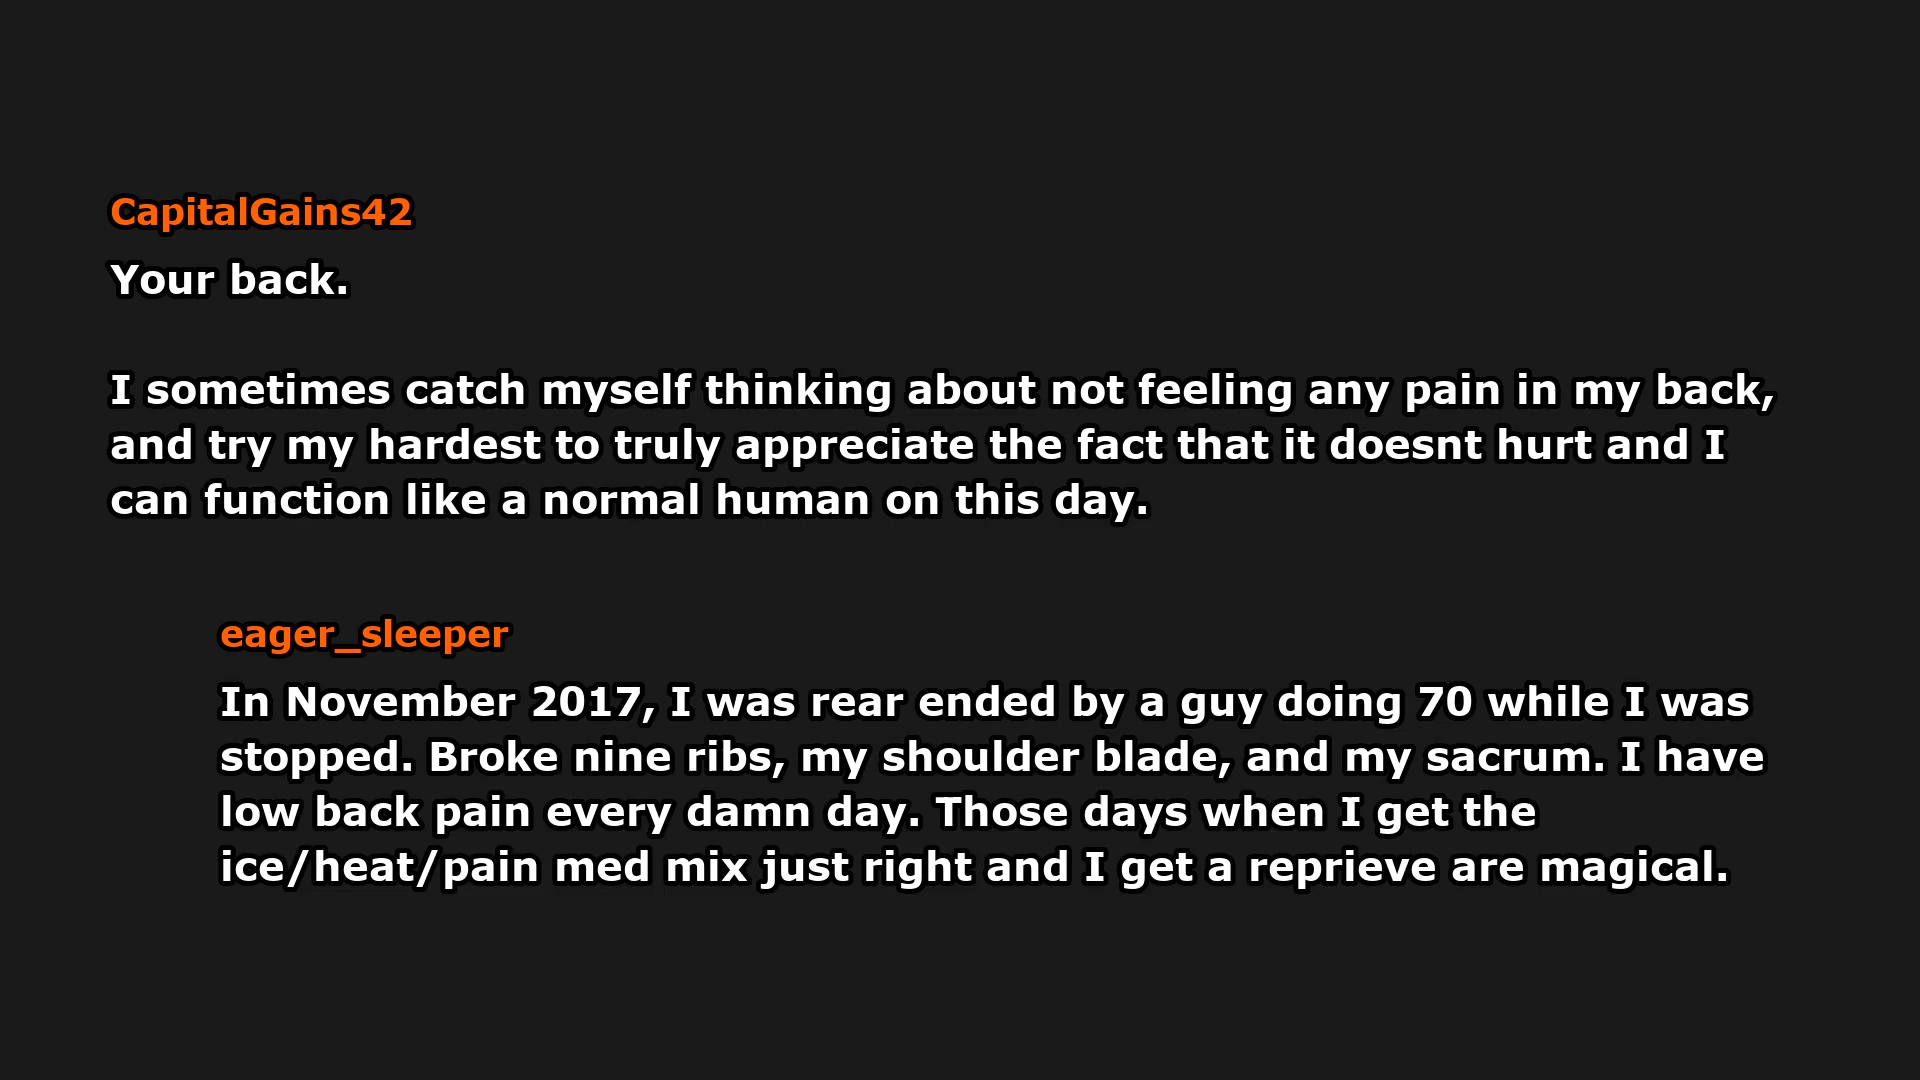 CapitalGains42
Your back.
I sometimes catch myself thinking about not feeling any pain in my back,
and try my hardest to truly appreciate the fact that it doesnt hurt and I
can function like a normal human on this day.
eager_sleeper
In November 2017, I was rear ended by a guy doing 70 while I was
stopped. Broke nine ribs, my shoulder blade, and my sacrum. I have
low back pain every damn day. Those days when I get the
ice/heat/pain med mix just right and I get a reprieve are magical.